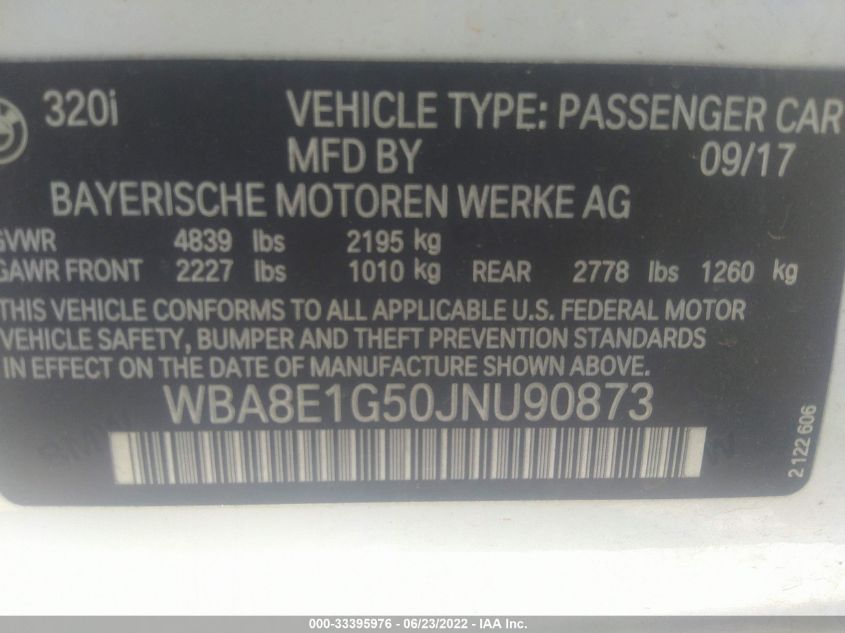 320i VEHICLE TYPE: PASSENGER CAR
MFD BY 09/17
BAYERISCHE MOTOREN WERKE AG
GVWR 4839 lbs 2195 kg
GAWR FRONT 2227 lbs 1010 kg REAR 2778 lbs 1260 kg
THIS VEHICLE CONFORMS TO ALL APPLICABLE U.S. FEDERAL MOTOR
VEHICLE SAFETY, BUMPER AND THEFT PREVENTION STANDARDS
IN EFFECT ON THE DATE OF MANUFACTURE SHOWN ABOVE.
WBA8E1G50JNU90873
2 122 606
000-33395976 - 06/23/2022 - IAA Inc.